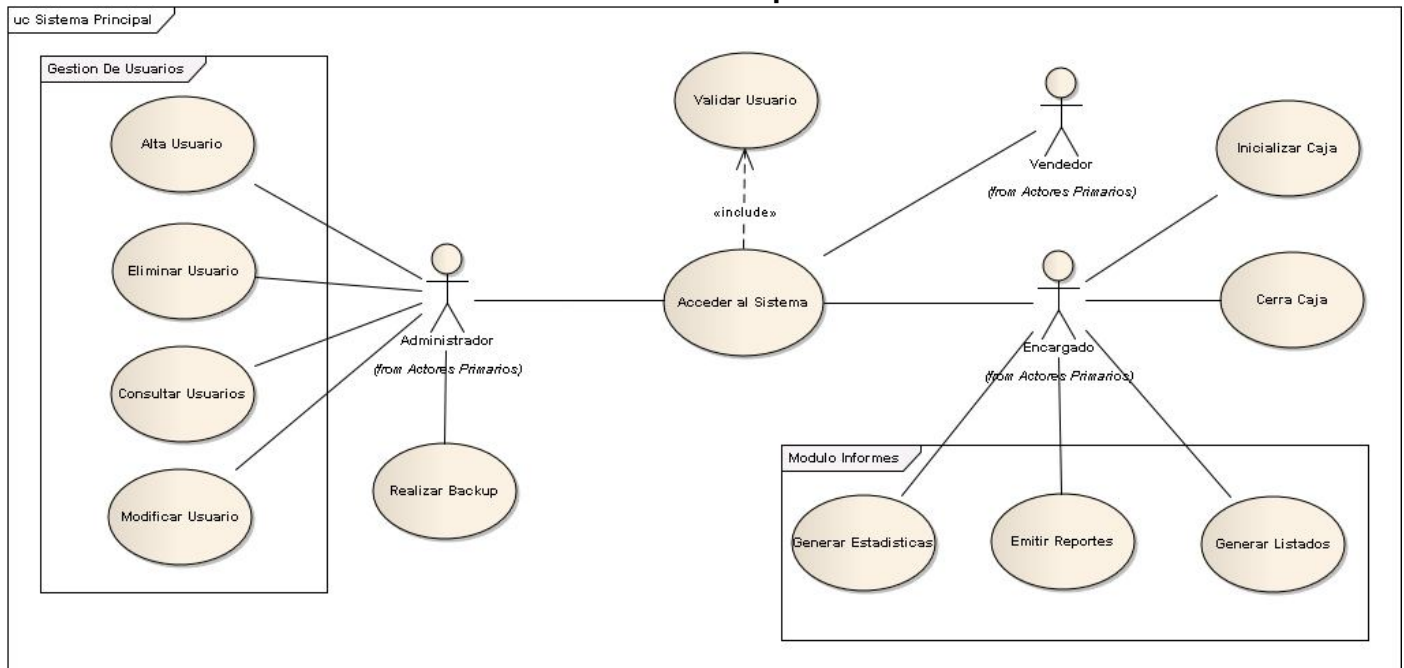 uc Sistema Principal
Gestion De Usuarios
Alta Usuario
Eliminar Usuario
Consultar Usuarios
Modificar Usuario
Administrador
(from Actores Primarios)
Realizar Backup
Validar Usuario
«include»
Acceder al Sistema
Vendedor
(from Actores Primarios)
Encargado
(from Actores Primarios)
Inicializar Caja
Cerra Caja
Modulo Informes
Generar Estadisticas
Emitir Reportes
Generar Listados